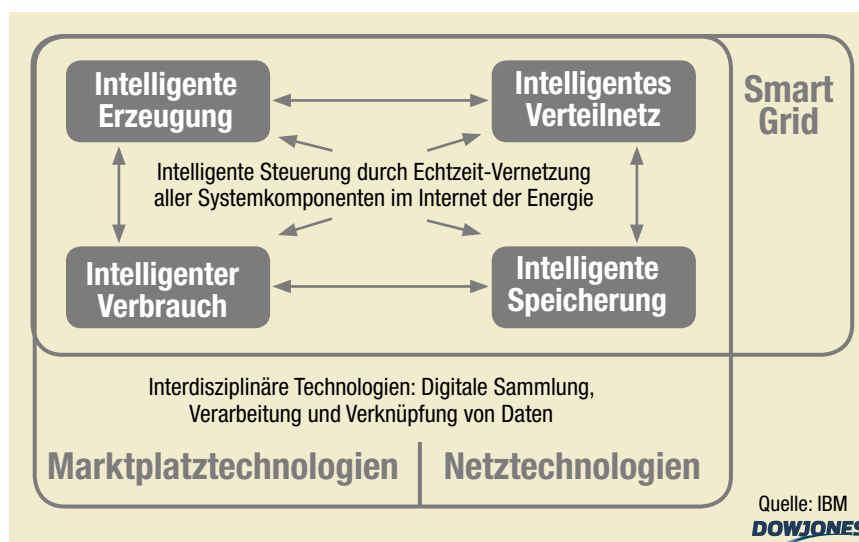 Intelligente
Erzeugung
Intelligentes
Verteilnetz
Smart
Grid
Intelligente Steuerung durch Echtzeit-Vernetzung
aller Systemkomponenten im Internet der Energie
Intelligenter
Verbrauch
Intelligente
Speicherung
Interdisziplinäre Technologien: Digitale Sammlung,
Verarbeitung und Verknüpfung von Daten
Marktplatztechnologien
Netztechnologien
Quelle: IBM
DOWJONES